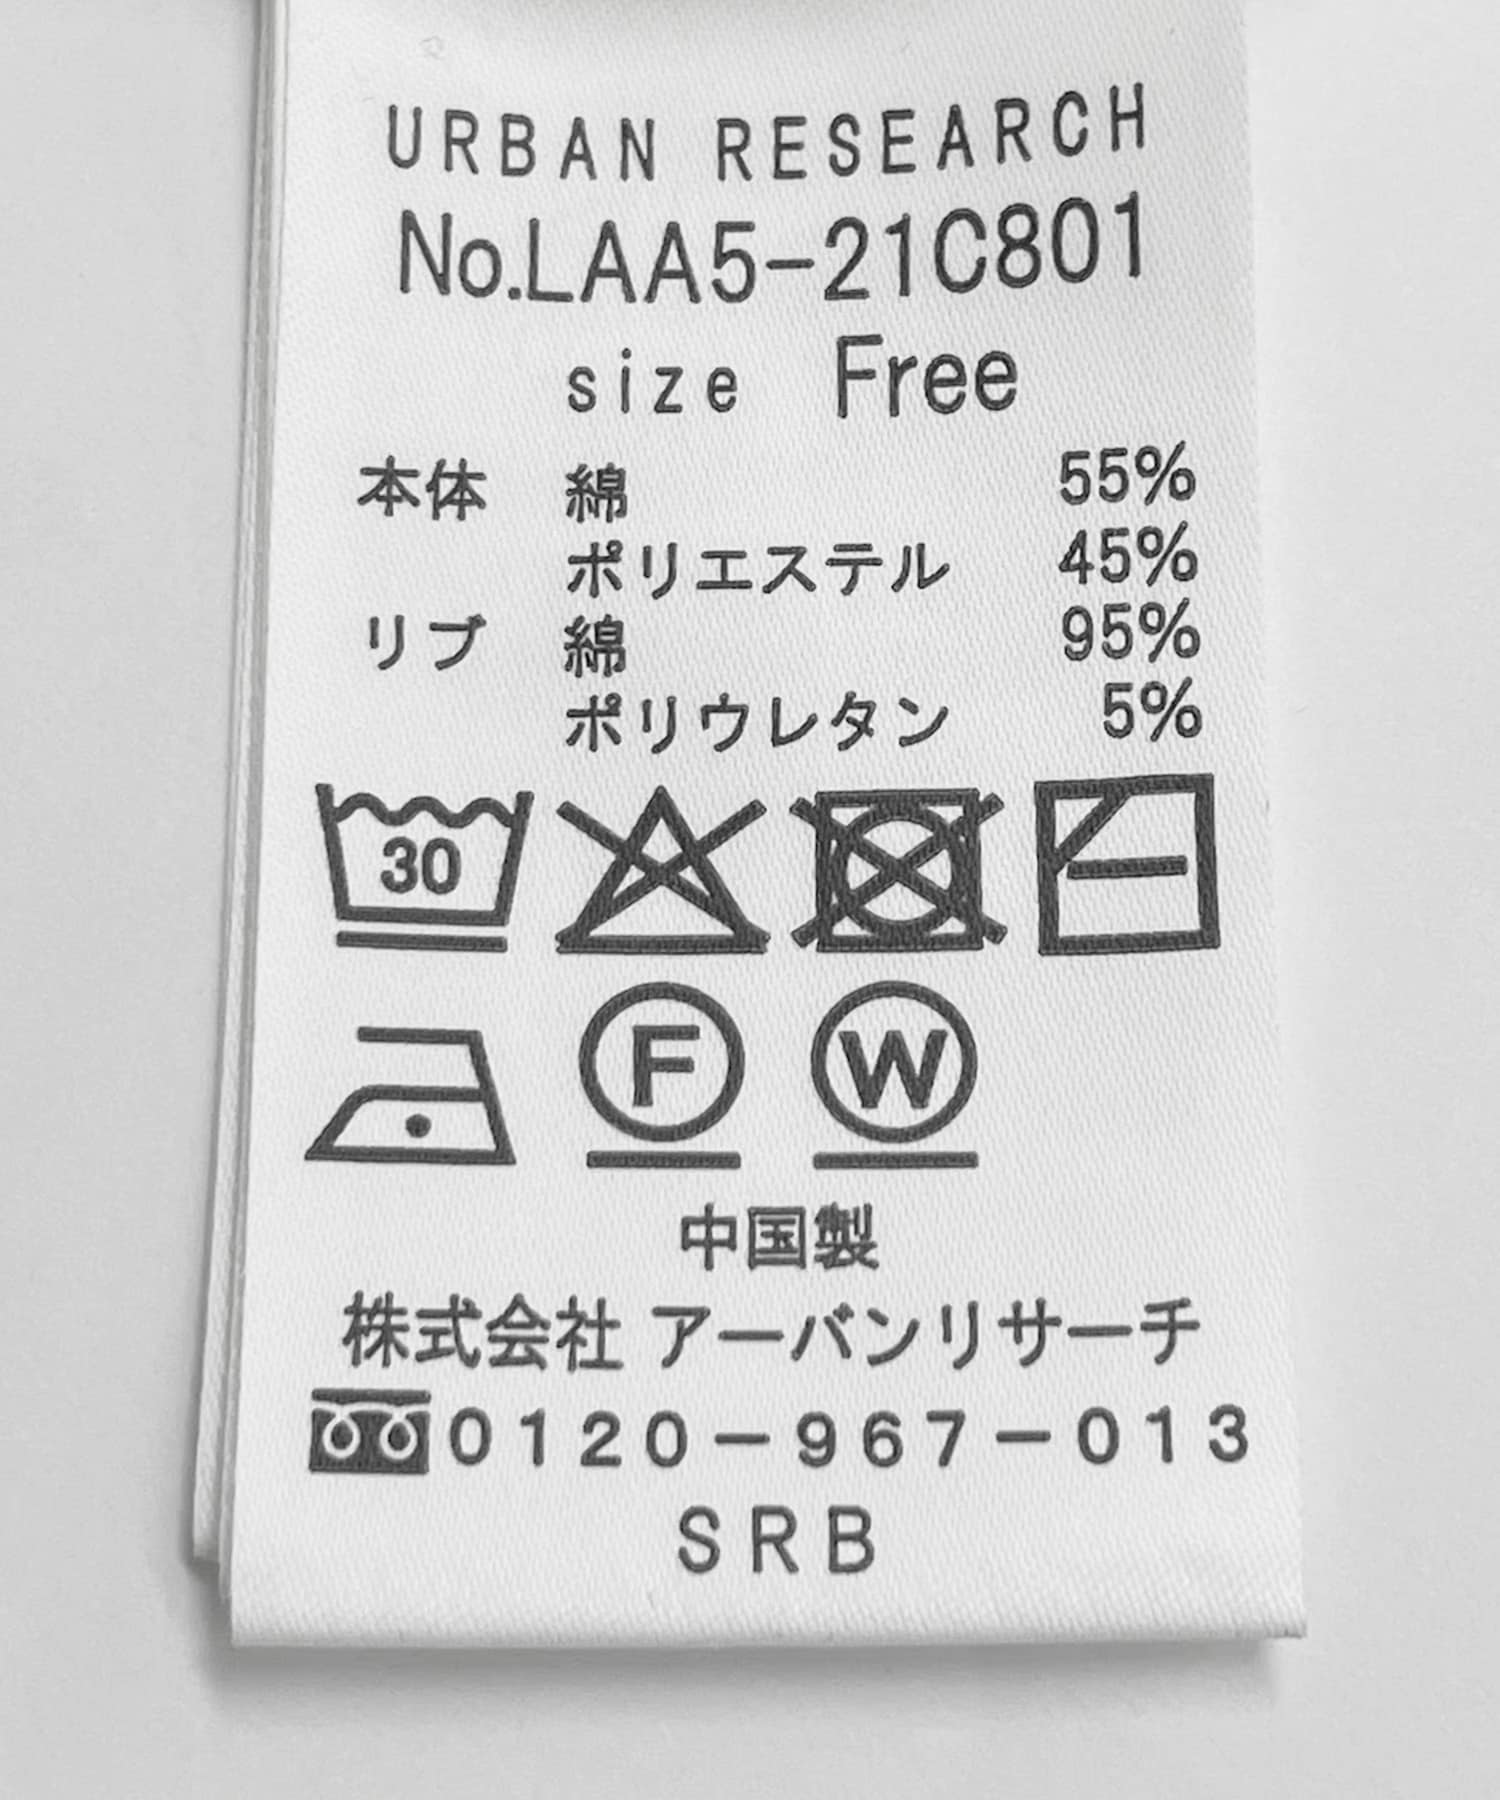 URBAN RESEARCH
No.LAA5-21C801
size Free
本体 綿 55%
ポリエステル 45%
リブ 綿 95%
ポリウレタン 5%
30
F W
中国製
株式会社 アーバンリサーチ
0120-967-013
SRB